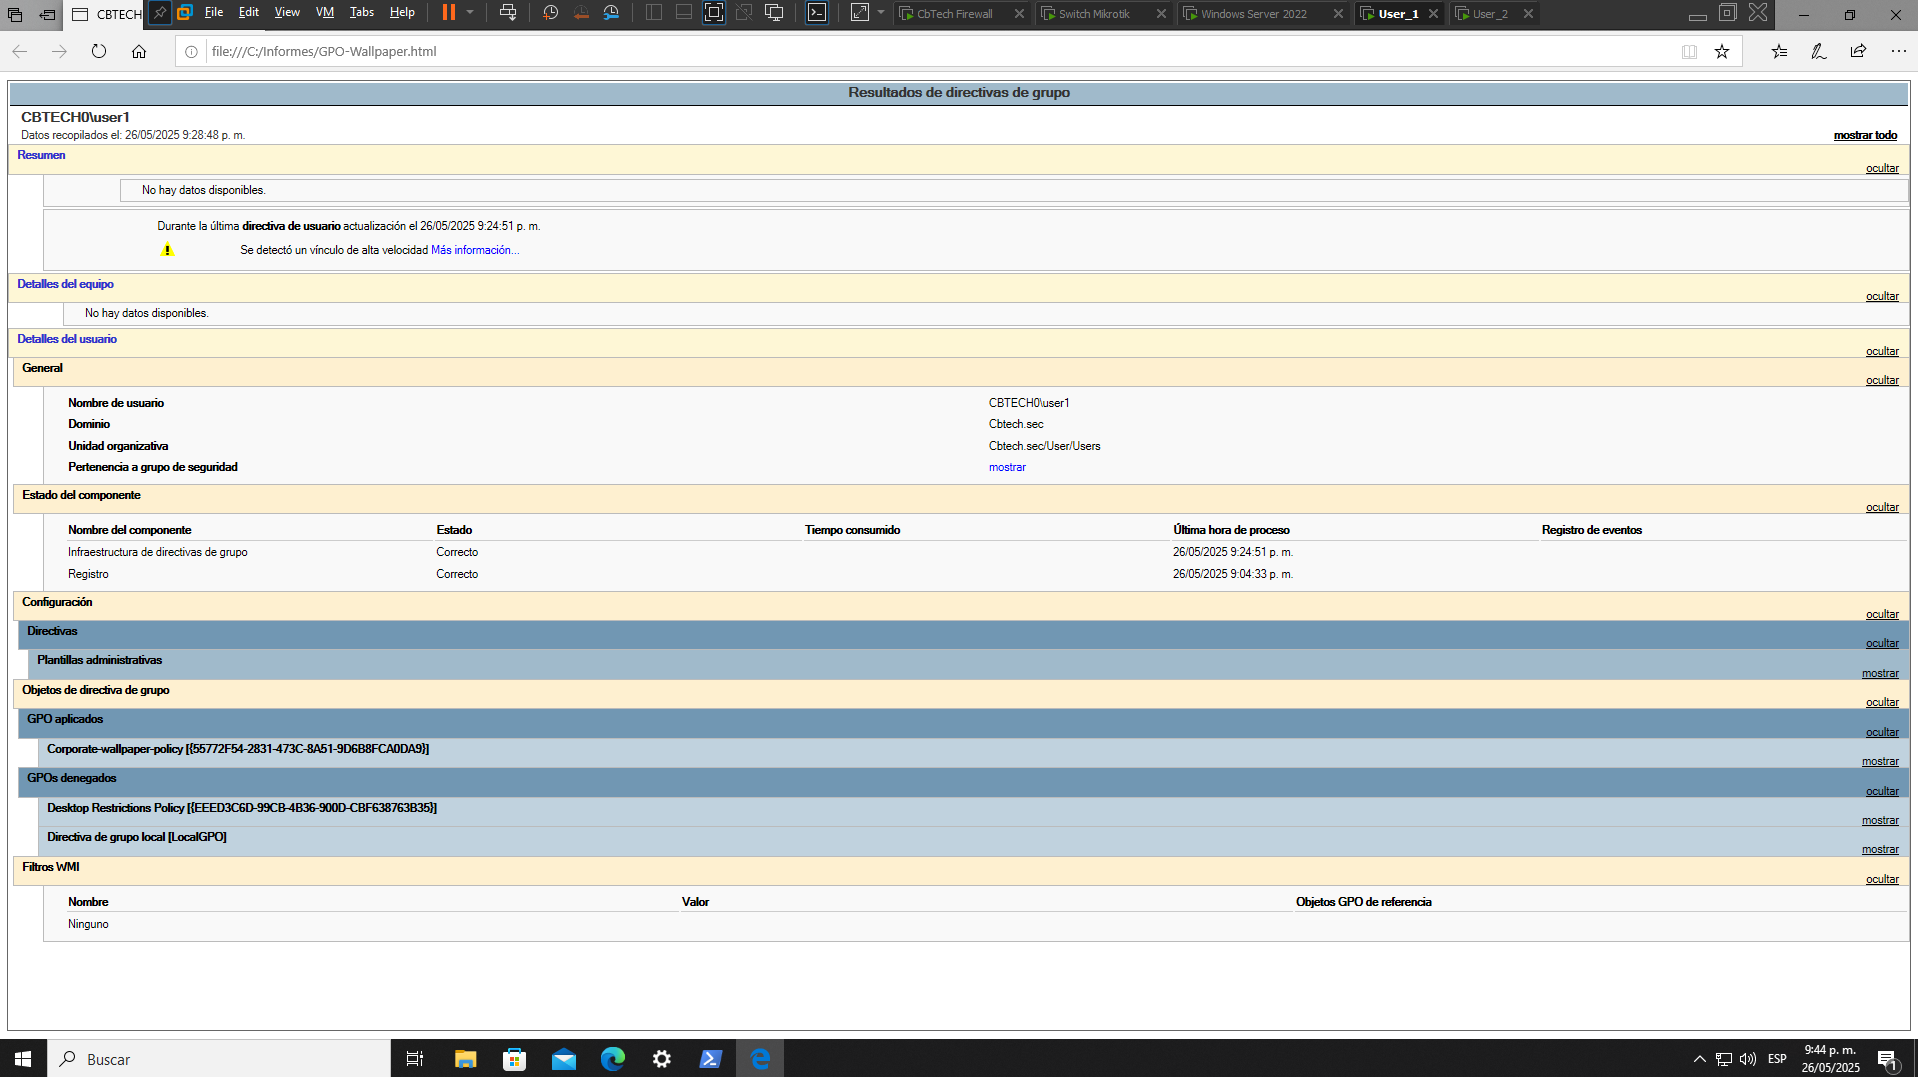 CBTECH File Edit View VM Tabs Help CbTech Firewall Switch Mikrotik Windows Server 2022 User_1 User_2
file:///C:/Informes/GPO-Wallpaper.html
Resultados de directivas de grupo
CBTECH0\user1
Datos recopilados el: 26/05/2025 9:28:48 p. m.
mostrar todo
Resumen
ocultar
No hay datos disponibles.
Durante la última directiva de usuario actualización el 26/05/2025 9:24:51 p. m.
Se detectó un vínculo de alta velocidad Más información...
Detalles del equipo
ocultar
No hay datos disponibles.
Detalles del usuario
ocultar
General
ocultar
Nombre de usuario CBTECH0\user1
Dominio Cbtech.sec
Unidad organizativa Cbtech.sec/User/Users
Pertenencia a grupo de seguridad mostrar
Estado del componente
ocultar
Nombre del componente Estado Tiempo consumido Última hora de proceso Registro de eventos
Infraestructura de directivas de grupo Correcto 26/05/2025 9:24:51 p. m.
Registro Correcto 26/05/2025 9:04:33 p. m.
Configuración
ocultar
Directivas
ocultar
Plantillas administrativas
mostrar
Objetos de directiva de grupo
ocultar
GPO aplicados
ocultar
Corporate-wallpaper-policy [{55772F54-2831-473C-8A51-9D6B8FCA0DA9}]
mostrar
GPOs denegados
ocultar
Desktop Restrictions Policy [{EEED3C6D-99CB-4B36-900D-CBF638763B35}]
mostrar
Directiva de grupo local [LocalGPO]
mostrar
Filtros WMI
ocultar
Nombre Valor Objetos GPO de referencia
Ninguno
Buscar ESP 9:44 p. m.
26/05/2025 1